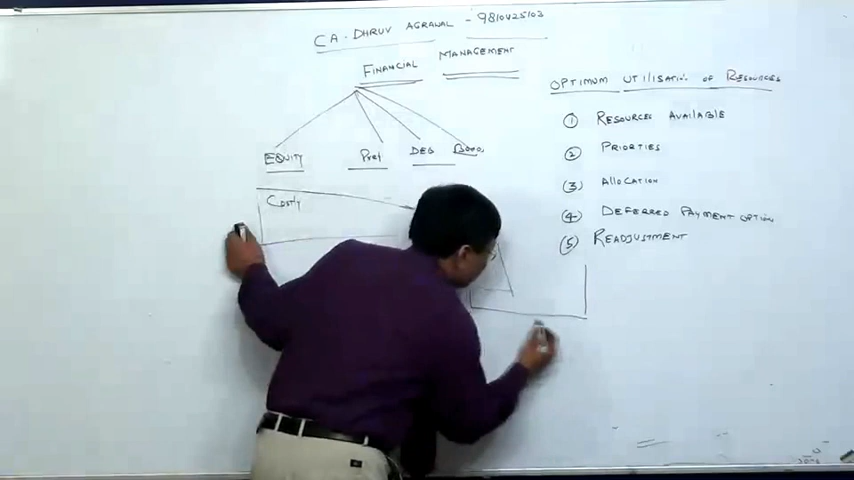 CA. DHRUV AGRAWAL - 9810425103
FINANCIAL MANAGEMENT
EQUITY Pref DEB BOND,
Costly
OPTIMUM UTILISATION OF RESOURCES
① RESOURCES AVAILABLE
② PRIORITIES
③ ALLOCATION
④ DEFERRED PAYMENT OPTION
⑤ READJUSTMENT